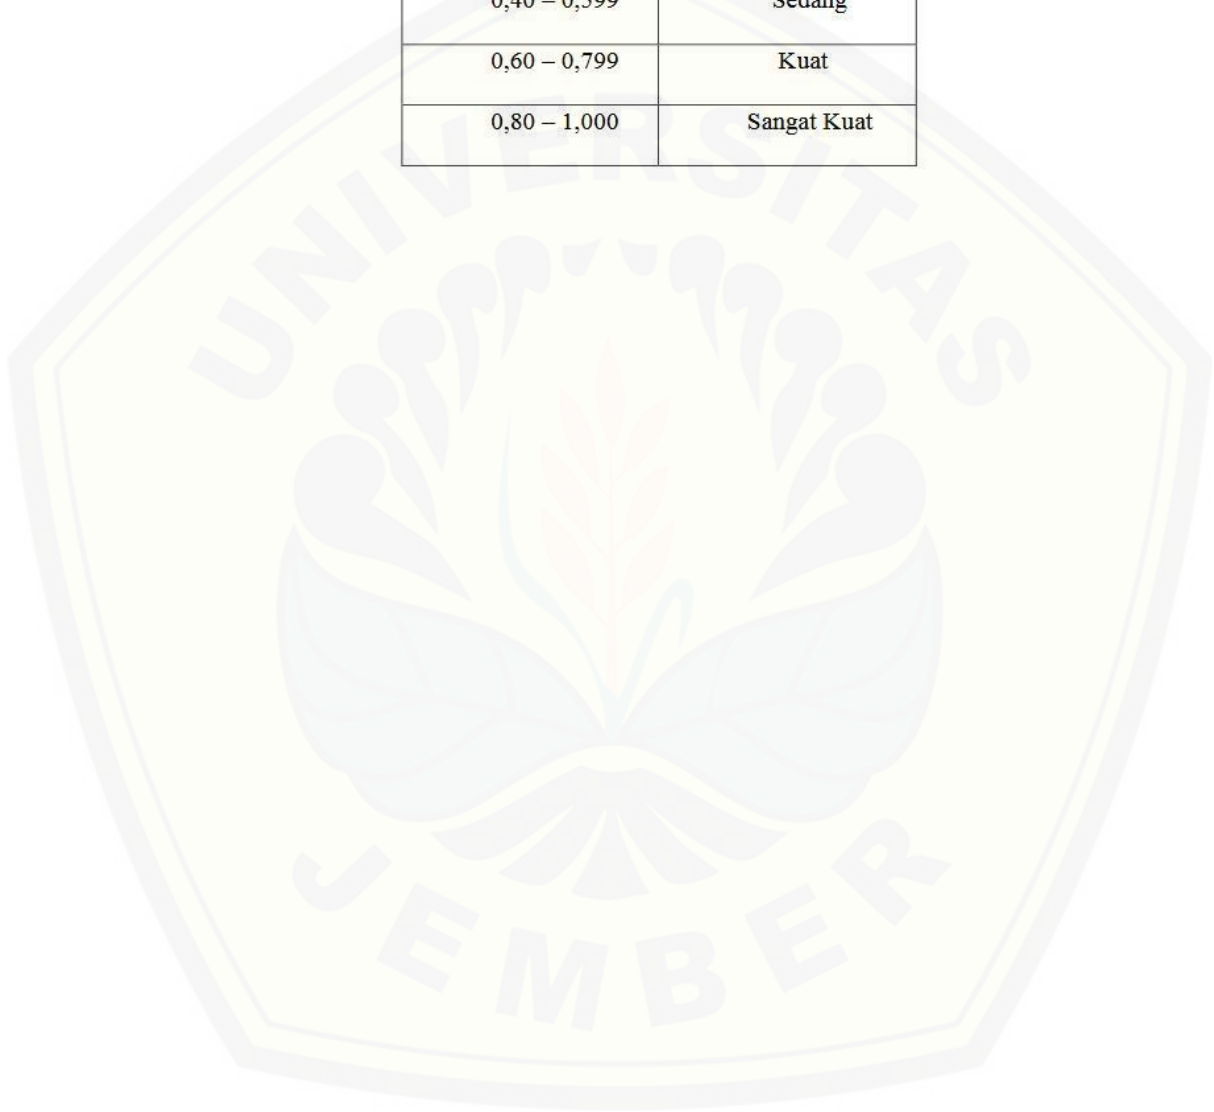 0,40 – 0,599 Sedang
0,60 – 0,799 Kuat
0,80 – 1,000 Sangat Kuat
UNIVERSITAS
JEMBER